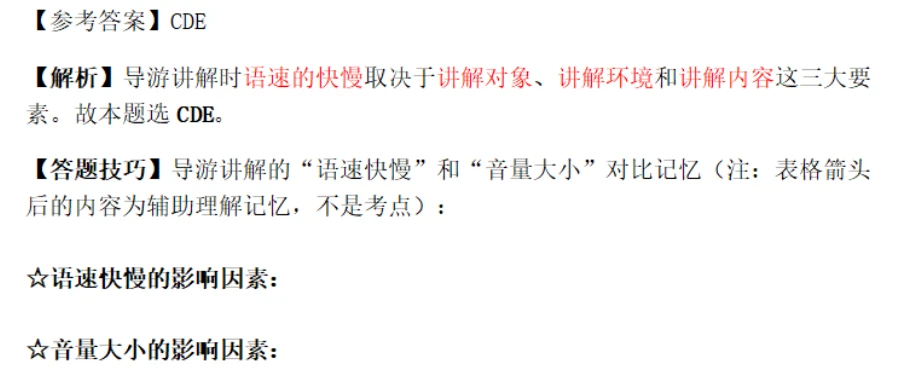 【参考答案】CDE
【解析】导游讲解时语速的快慢取决于讲解对象、讲解环境和讲解内容这三大要
素。故本题选 CDE。
【答题技巧】导游讲解的“语速快慢”和“音量大小”对比记忆（注：表格箭头
后的内容为辅助理解记忆，不是考点）：
☆语速快慢的影响因素：
☆音量大小的影响因素：